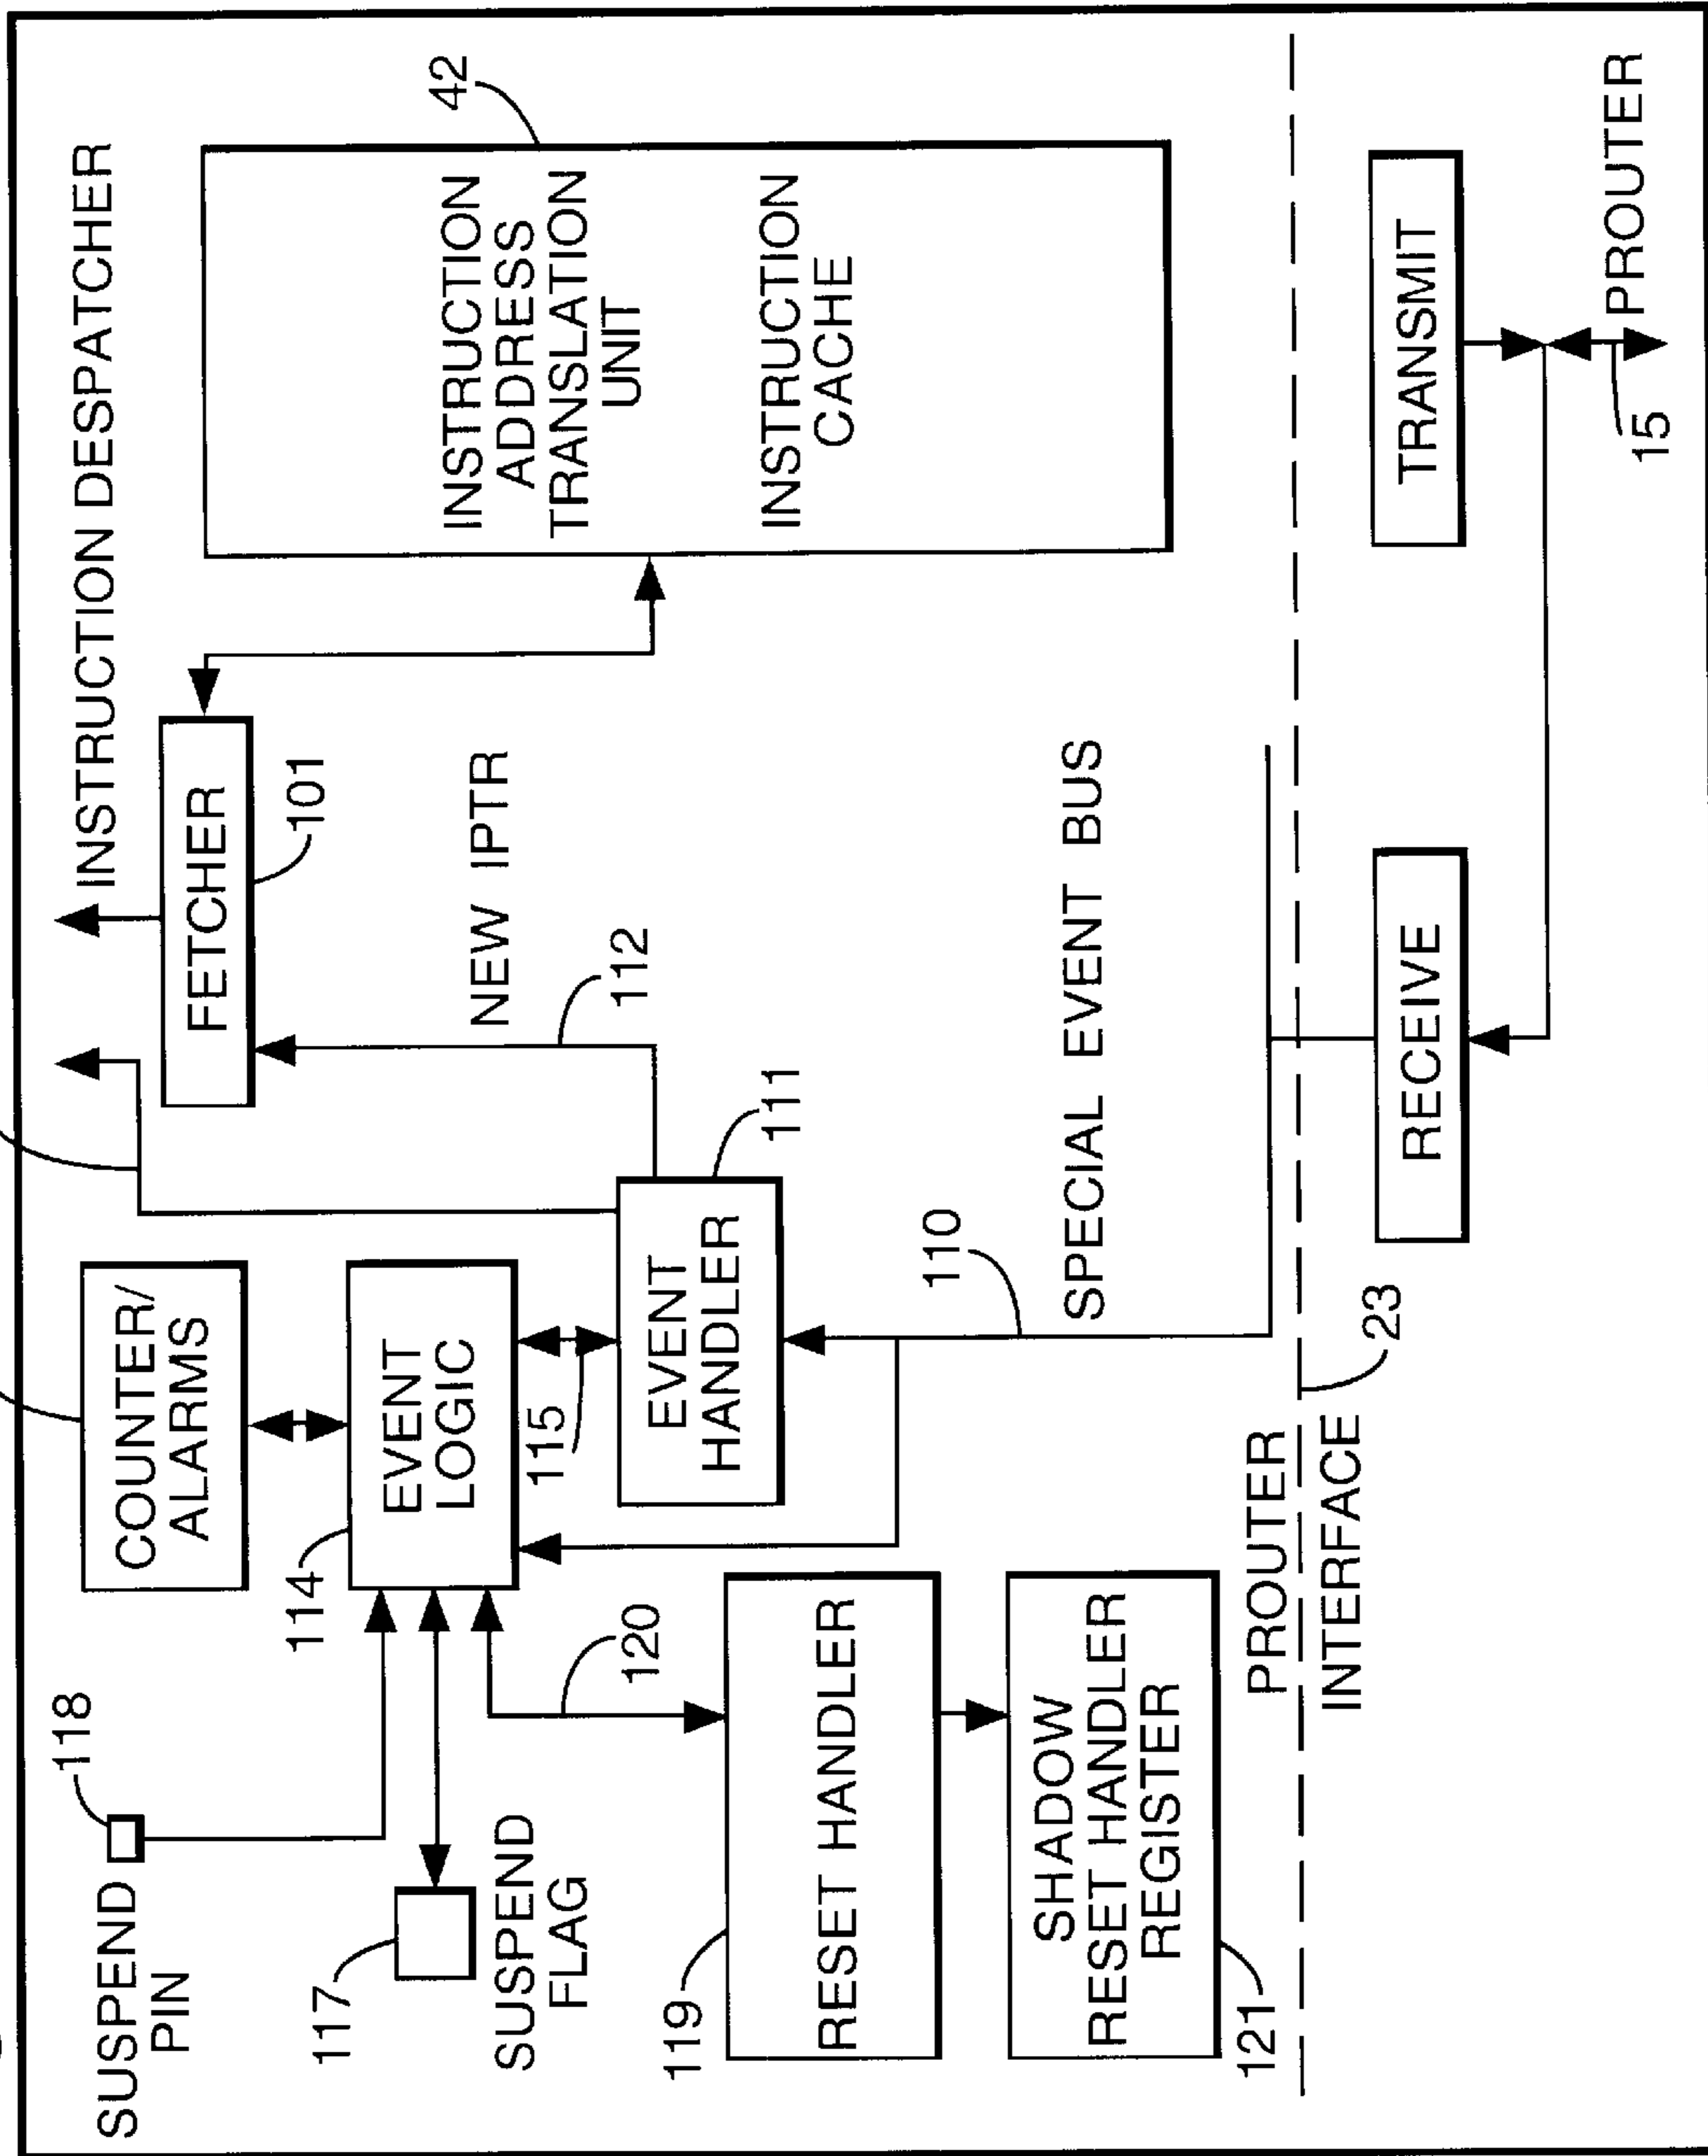 SUSPEND
PIN
118
117
SUSPEND
FLAG
COUNTER/
ALARMS
114
EVENT
LOGIC
115
EVENT
HANDLER
111
120
119
RESET HANDLER
SHADOW
RESET HANDLER
REGISTER
121
INSTRUCTION DESPATCHER
FETCHER
101
NEW IPTR
112
110
SPECIAL EVENT BUS
42
INSTRUCTION
ADDRESS
TRANSLATION
UNIT
INSTRUCTION
CACHE
PROUTER
INTERFACE
23
RECEIVE
TRANSMIT
15
PROUTER